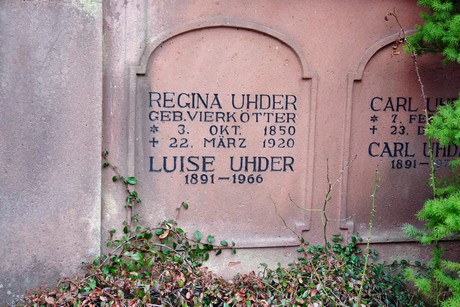 REGINA UHDER
GEB. VIERKÖTTER
* 3. OKT. 1850
+ 22. MÄRZ 1920
LUISE UHDER
1891-1966
CARL
* 7.
+ 23.
CARL
1891-